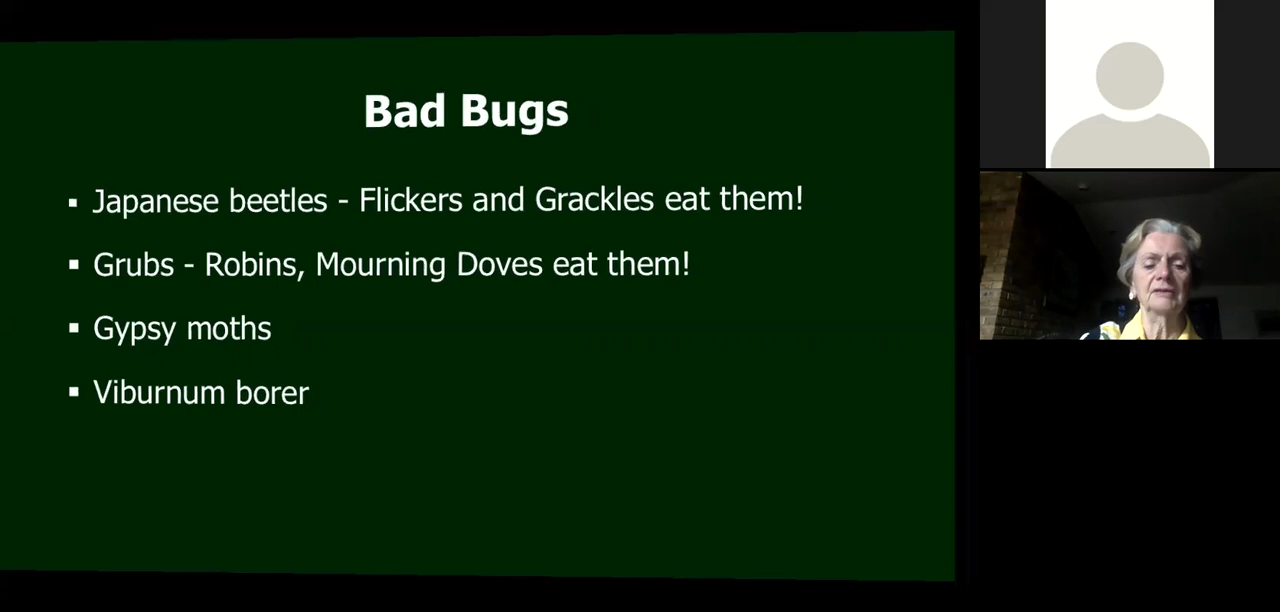 Bad Bugs
▪ Japanese beetles - Flickers and Grackles eat them!
▪ Grubs - Robins, Mourning Doves eat them!
▪ Gypsy moths
▪ Viburnum borer